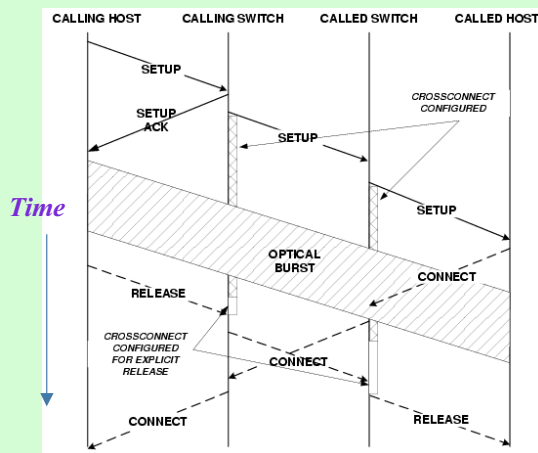 CALLING HOST
CALLING SWITCH
CALLED SWITCH
CALLED HOST
SETUP
SETUP
ACK
CROSSCONNECT
CONFIGURED
SETUP
SETUP
Time
OPTICAL
BURST
CONNECT
RELEASE
CROSSCONNECT
CONFIGURED
FOR EXPLICIT
RELEASE
CONNECT
CONNECT
RELEASE